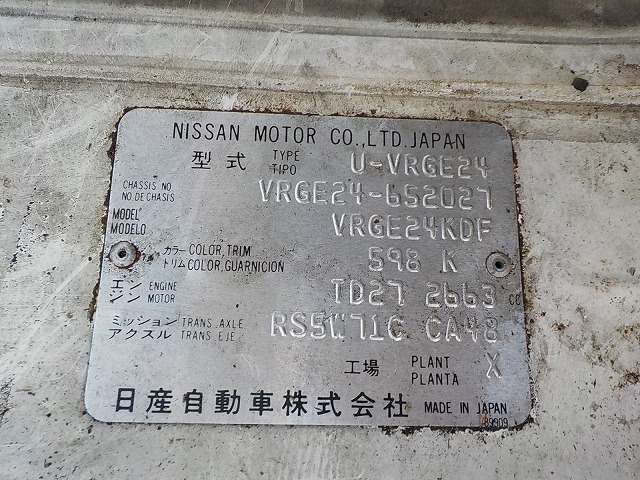 NISSAN MOTOR CO.,LTD.JAPAN
型式 TYPE TIPO U-VRGE24
CHASSIS NO NO DE CHASIS VRGE24-652027
MODEL MODELO VRGE24KDF
カラー COLOR,TRIM トリム COLOR,GUARNICION 598 K
エンジン ENGINE MOTOR TD27 2663 cc
ミッション TRANS.AXLE アクスル TRANS EJE RS5W71C CA48
工場 PLANT PLANTA X
日産自動車株式会社 MADE IN JAPAN
89909